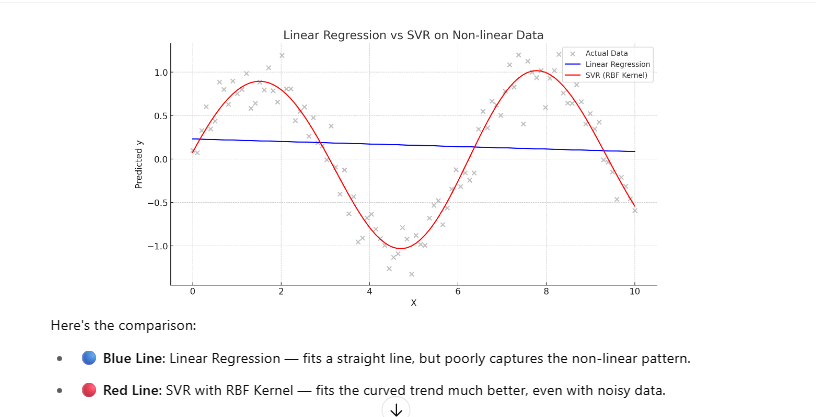 Linear Regression vs SVR on Non-linear Data
Actual Data
Linear Regression
SVR (RBF Kernel)
1.0
0.5
0.0
−0.5
−1.0
Predicted y
0 2 4 6 8 10
X
Here's the comparison:
• 🔵 Blue Line: Linear Regression — fits a straight line, but poorly captures the non-linear pattern.
• 🔴 Red Line: SVR with RBF Kernel — fits the curved trend much better, even with noisy data.